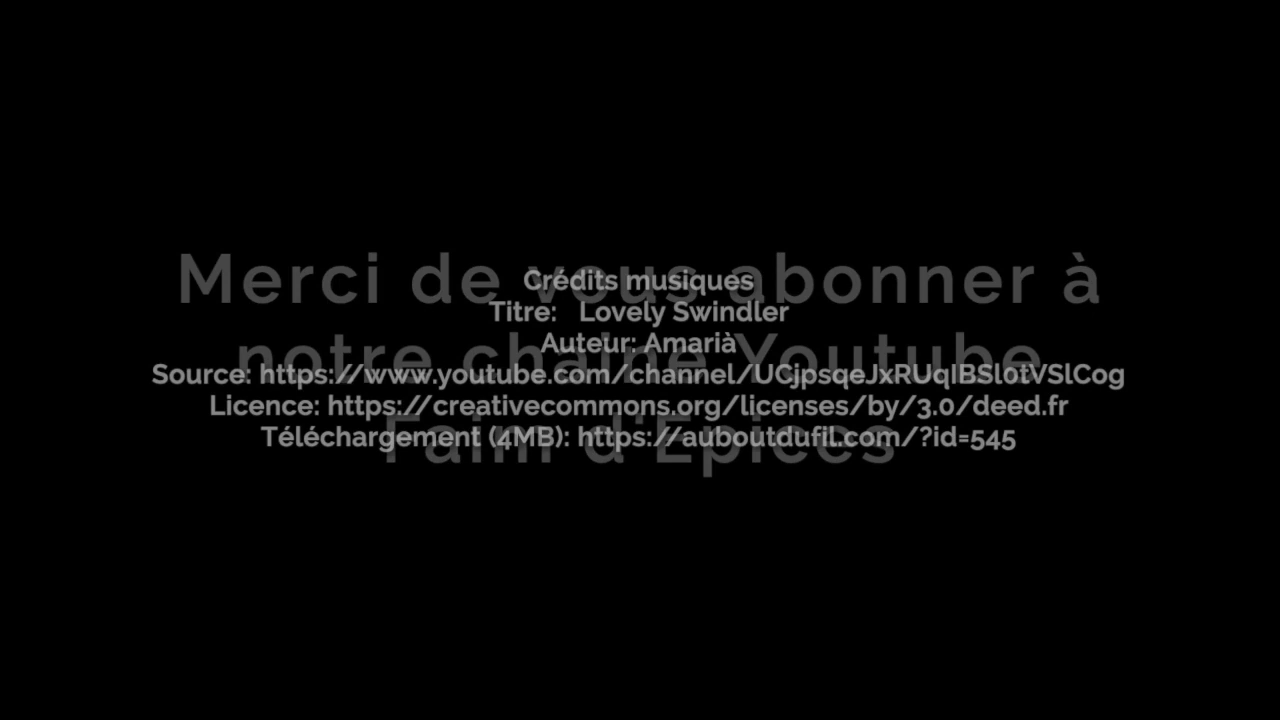 Merci de vous abonner à
notre chaîne Youtube
Faim d'Epices
Crédits musiques
Titre: Lovely Swindler
Auteur: Amarià
Source: https://www.youtube.com/channel/UCjpsqeJxRUqIBSl0tVSlCog
Licence: https://creativecommons.org/licenses/by/3.0/deed.fr
Téléchargement (4MB): https://auboutdufil.com/?id=545